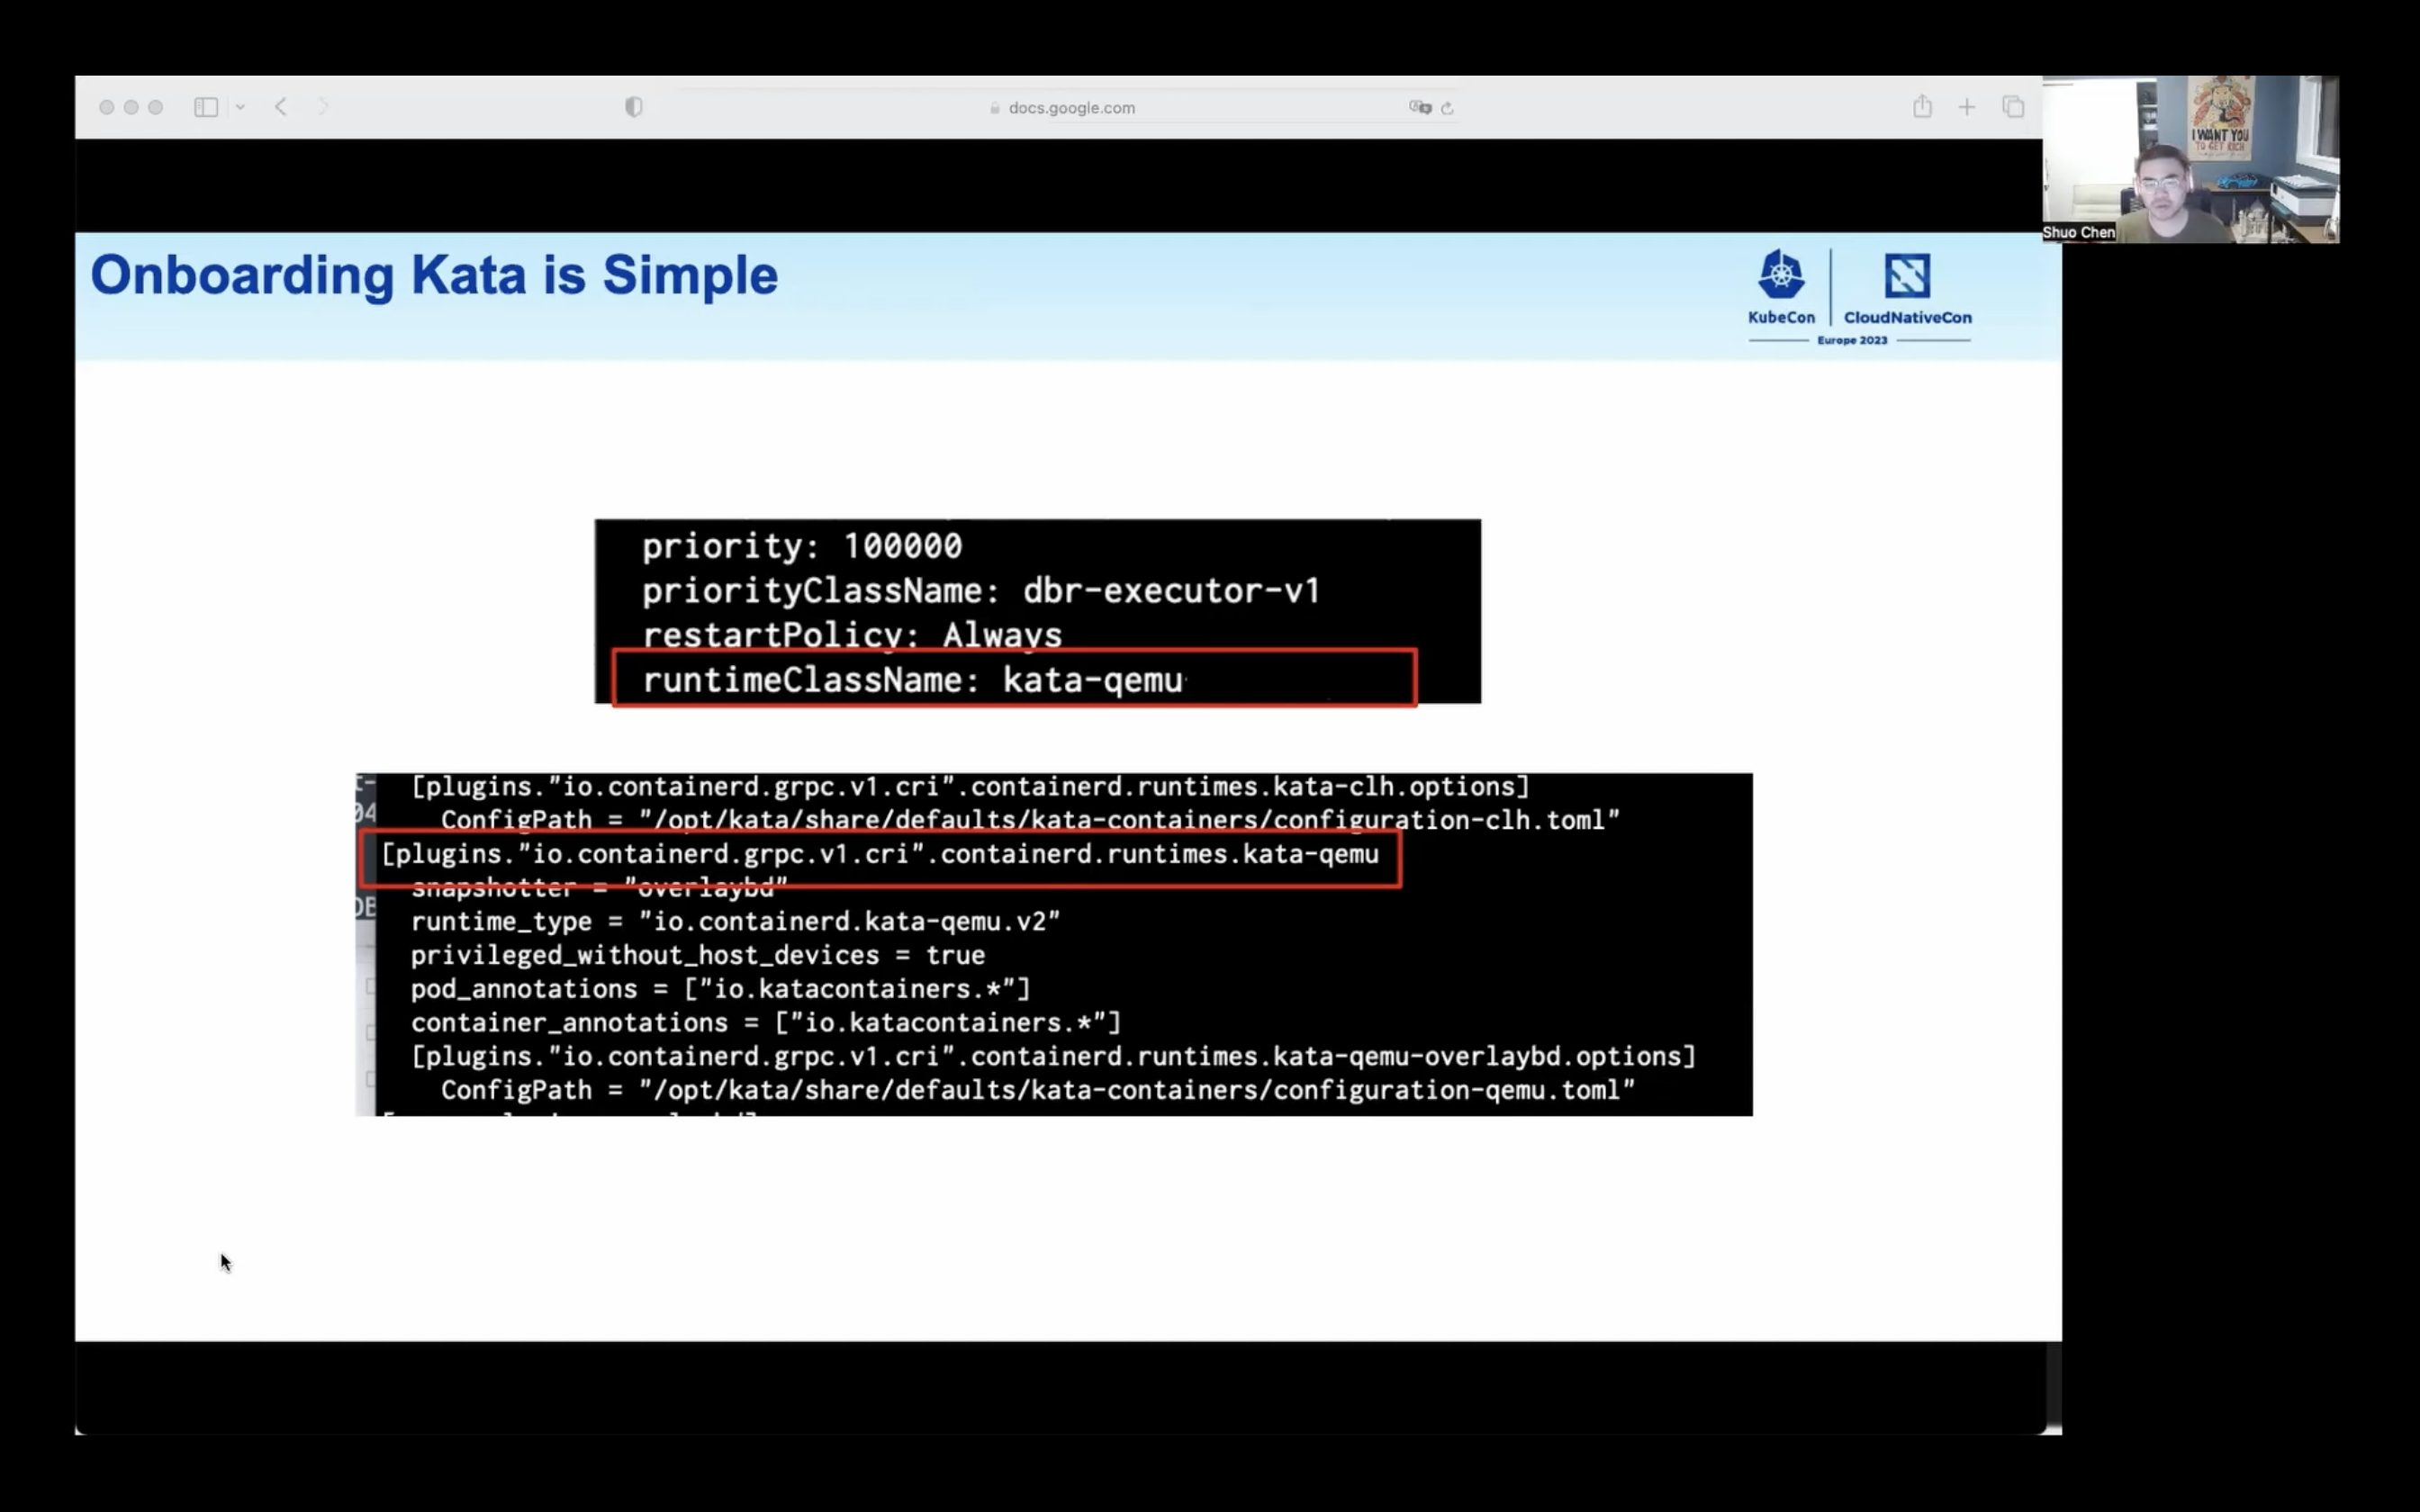 docs.google.com
I WANT YOU
TO GET RICH
Shuo Chen
Onboarding Kata is Simple
KubeCon
CloudNativeCon
Europe 2023
priority: 100000
priorityClassName: dbr-executor-v1
restartPolicy: Always
runtimeClassName: kata-qemu
[plugins."io.containerd.grpc.v1.cri".containerd.runtimes.kata-clh.options]
ConfigPath = "/opt/kata/share/defaults/kata-containers/configuration-clh.toml"
[plugins."io.containerd.grpc.v1.cri".containerd.runtimes.kata-qemu
snapshotter = "overlaybd"
runtime_type = "io.containerd.kata-qemu.v2"
privileged_without_host_devices = true
pod_annotations = ["io.katacontainers.*"]
container_annotations = ["io.katacontainers.*"]
[plugins."io.containerd.grpc.v1.cri".containerd.runtimes.kata-qemu-overlaybd.options]
ConfigPath = "/opt/kata/share/defaults/kata-containers/configuration-qemu.toml"